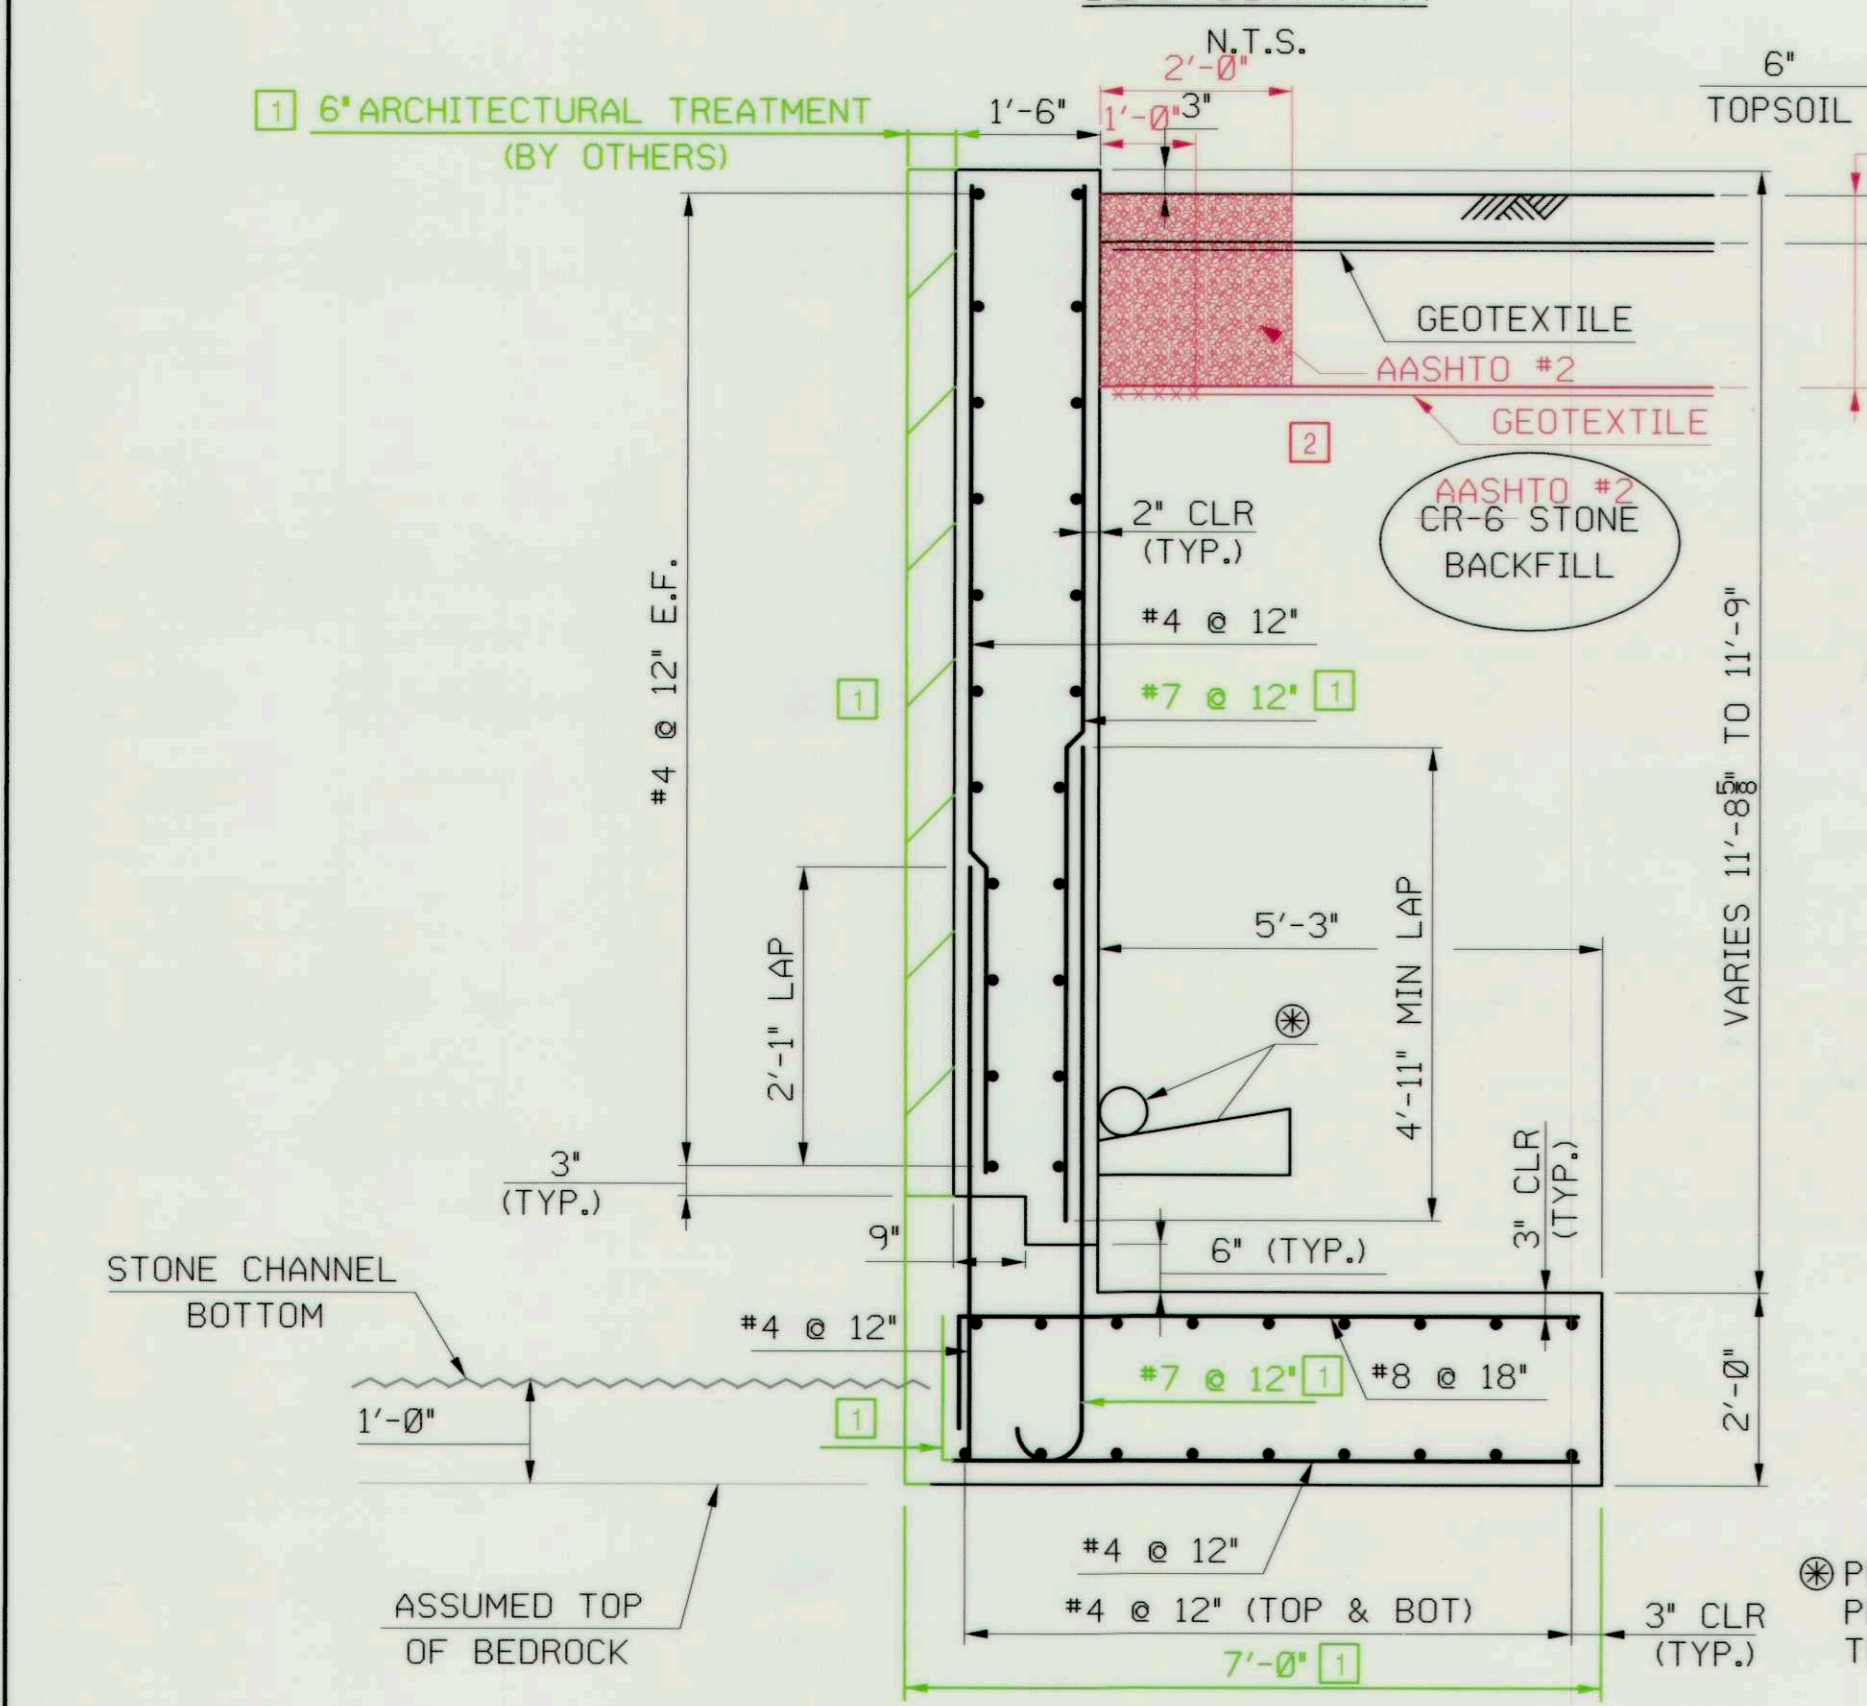 N.T.S.
2'-0"
6"
TOPSOIL
1 6" ARCHITECTURAL TREATMENT
(BY OTHERS)
1'-6"
1'-0"
3"
GEOTEXTILE
AASHTO #2
GEOTEXTILE
2
AASHTO #2
CR-6 STONE
BACKFILL
2" CLR
(TYP.)
#4 @ 12" E.F.
#4 @ 12"
1
#7 @ 12" 1
VARIES 11'-8⅝" TO 11'-9"
5'-3"
2'-1" LAP
4'-11" MIN LAP
3"
(TYP.)
3" CLR
(TYP.)
9"
6" (TYP.)
STONE CHANNEL
BOTTOM
#4 @ 12"
#7 @ 12" 1
#8 @ 18"
2'-0"
1'-0"
1
#4 @ 12"
ASSUMED TOP
OF BEDROCK
#4 @ 12" (TOP & BOT)
3" CLR
(TYP.)
7'-0" 1
P
P
T